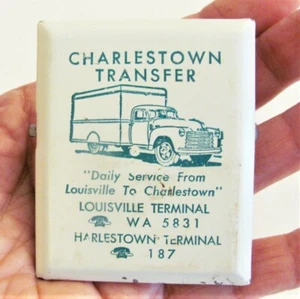 CHARLESTOWN
TRANSFER
"Daily Service From
Louisville To Charlestown"
LOUISVILLE TERMINAL
WA 5831
HARLESTOWN TERMINAL
187